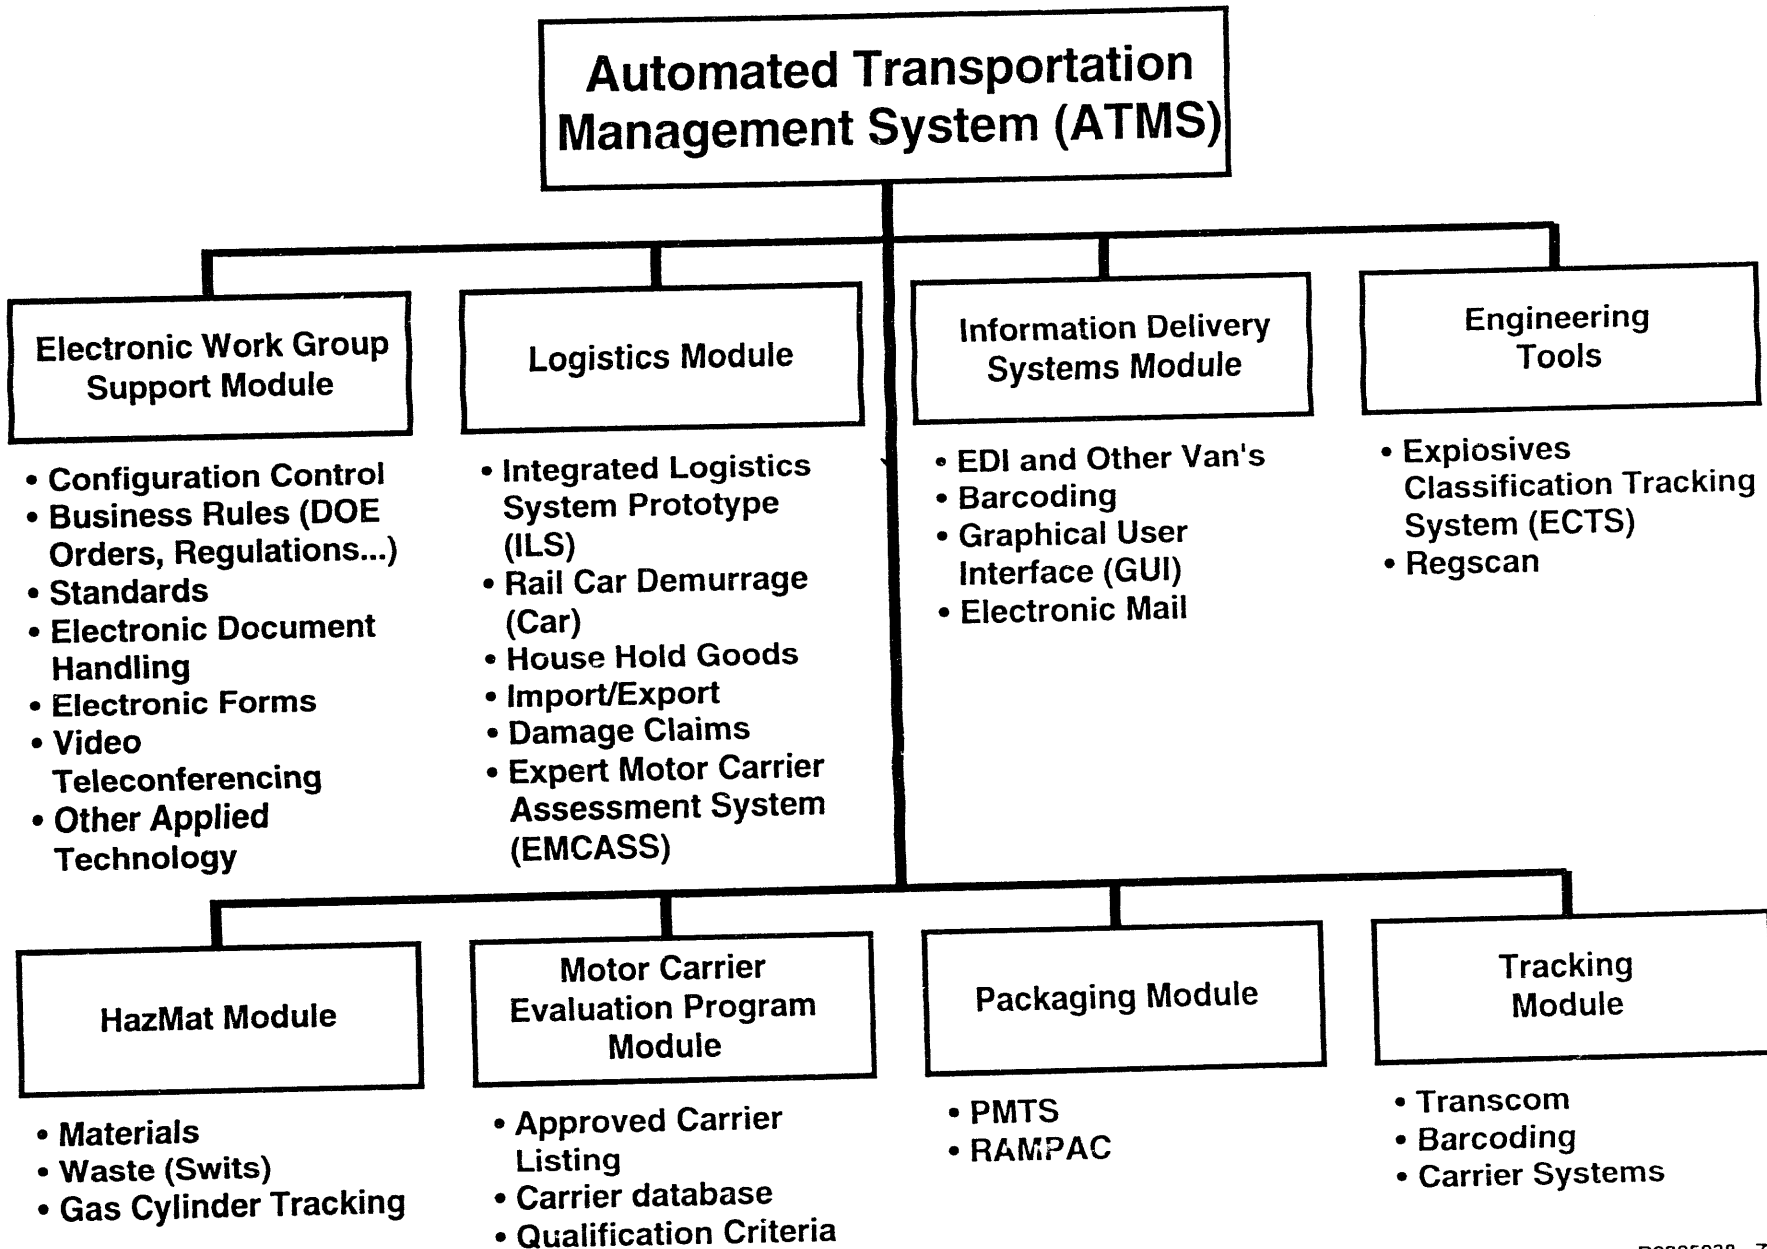 Automated Transportation
Management System (ATMS)
Electronic Work Group
Support Module
• Configuration Control
• Business Rules (DOE
Orders, Regulations...)
• Standards
• Electronic Document
Handling
• Electronic Forms
• Video
Teleconferencing
• Other Applied
Technology
Logistics Module
• Integrated Logistics
System Prototype
(ILS)
• Rail Car Demurrage
(Car)
• House Hold Goods
• Import/Export
• Damage Claims
• Expert Motor Carrier
Assessment System
(EMCASS)
Information Delivery
Systems Module
• EDI and Other Van's
• Barcoding
• Graphical User
Interface (GUI)
• Electronic Mail
Engineering
Tools
• Explosives
Classification Tracking
System (ECTS)
• Regscan
HazMat Module
• Materials
• Waste (Swits)
• Gas Cylinder Tracking
Motor Carrier
Evaluation Program
Module
• Approved Carrier
Listing
• Carrier database
• Qualification Criteria
Packaging Module
• PMTS
• RAMPAC
Tracking
Module
• Transcom
• Barcoding
• Carrier Systems